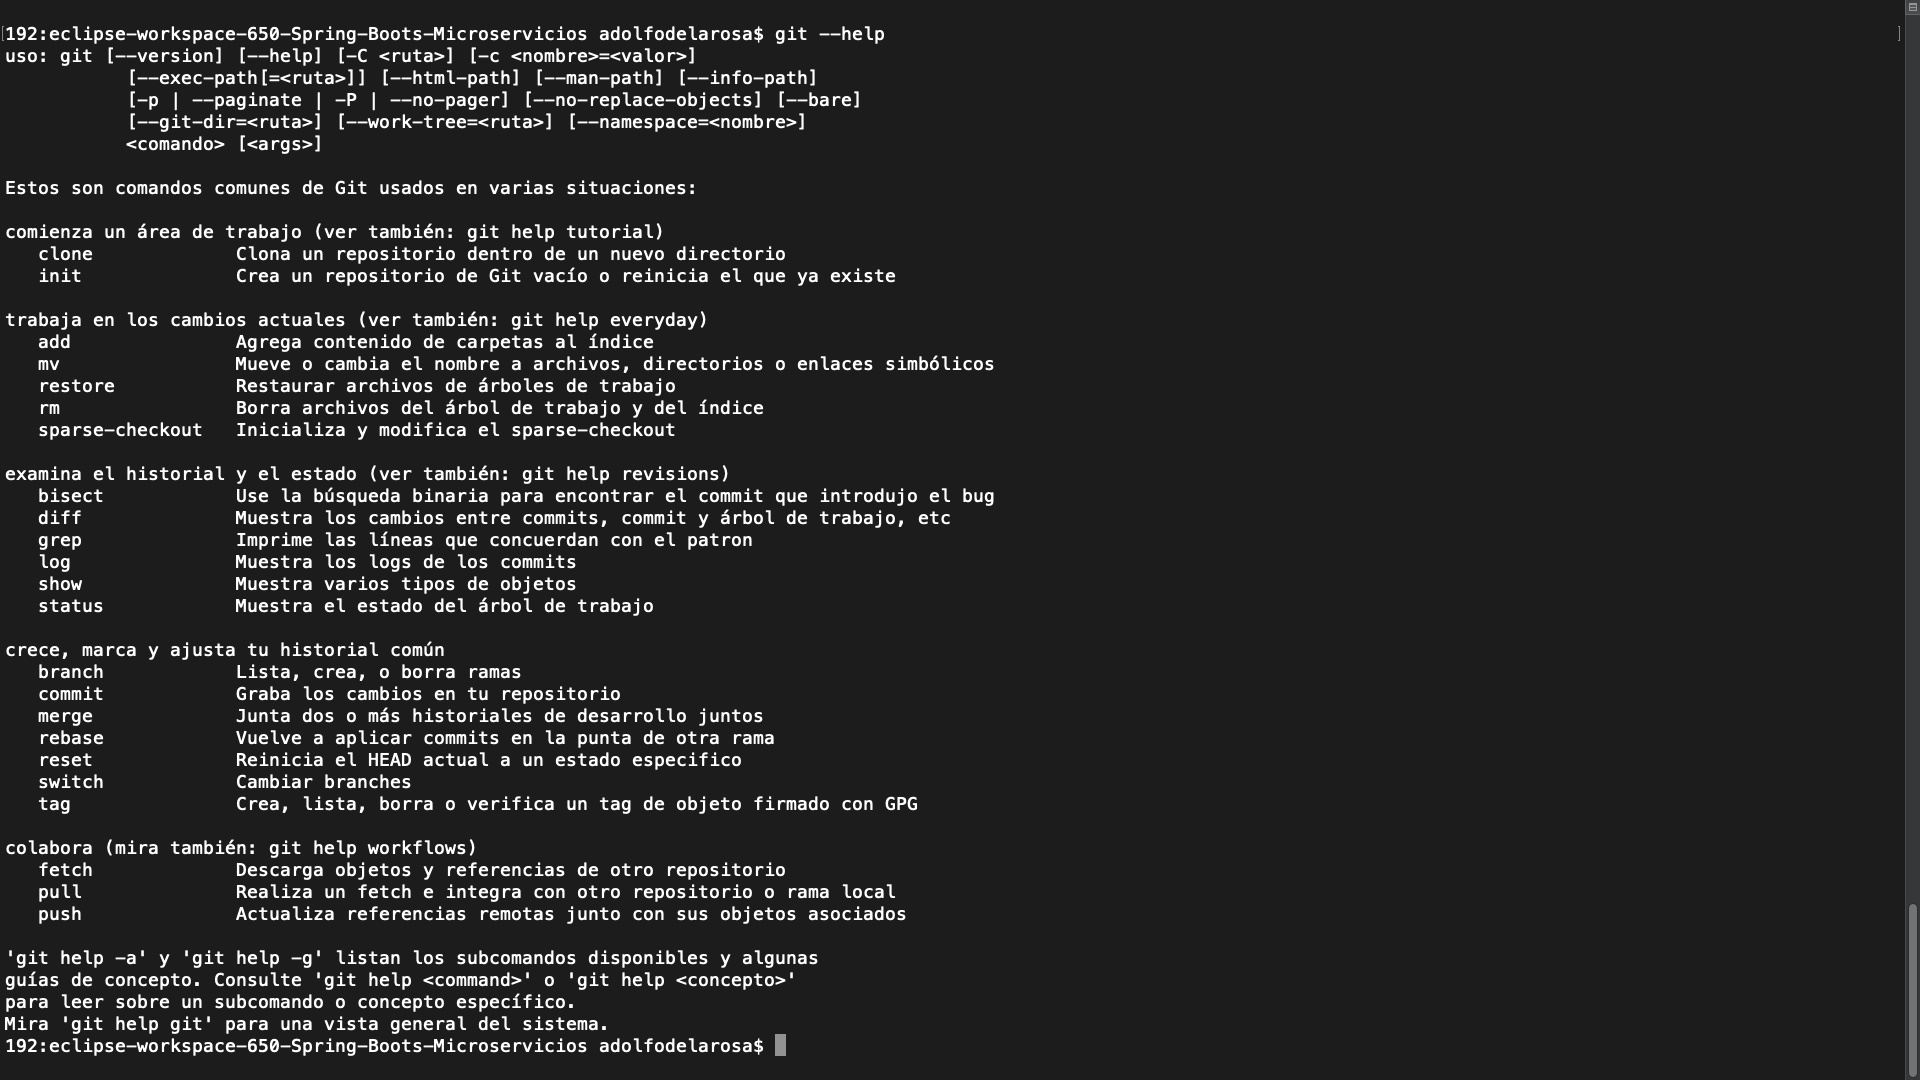 192:eclipse-workspace-650-Spring-Boots-Microservicios adolfodelarosa$ git --help
uso: git [--version] [--help] [-C <ruta>] [-c <nombre>=<valor>]
           [--exec-path[=<ruta>]] [--html-path] [--man-path] [--info-path]
           [-p | --paginate | -P | --no-pager] [--no-replace-objects] [--bare]
           [--git-dir=<ruta>] [--work-tree=<ruta>] [--namespace=<nombre>]
           <comando> [<args>]
Estos son comandos comunes de Git usados en varias situaciones:
comienza un área de trabajo (ver también: git help tutorial)
   clone             Clona un repositorio dentro de un nuevo directorio
   init              Crea un repositorio de Git vacío o reinicia el que ya existe
trabaja en los cambios actuales (ver también: git help everyday)
   add               Agrega contenido de carpetas al índice
   mv                Mueve o cambia el nombre a archivos, directorios o enlaces simbólicos
   restore           Restaurar archivos de árboles de trabajo
   rm                Borra archivos del árbol de trabajo y del índice
   sparse-checkout   Inicializa y modifica el sparse-checkout
examina el historial y el estado (ver también: git help revisions)
   bisect            Use la búsqueda binaria para encontrar el commit que introdujo el bug
   diff              Muestra los cambios entre commits, commit y árbol de trabajo, etc
   grep              Imprime las líneas que concuerdan con el patron
   log               Muestra los logs de los commits
   show              Muestra varios tipos de objetos
   status            Muestra el estado del árbol de trabajo
crece, marca y ajusta tu historial común
   branch            Lista, crea, o borra ramas
   commit            Graba los cambios en tu repositorio
   merge             Junta dos o más historiales de desarrollo juntos
   rebase            Vuelve a aplicar commits en la punta de otra rama
   reset             Reinicia el HEAD actual a un estado especifico
   switch            Cambiar branches
   tag               Crea, lista, borra o verifica un tag de objeto firmado con GPG
colabora (mira también: git help workflows)
   fetch             Descarga objetos y referencias de otro repositorio
   pull              Realiza un fetch e integra con otro repositorio o rama local
   push              Actualiza referencias remotas junto con sus objetos asociados
'git help -a' y 'git help -g' listan los subcomandos disponibles y algunas
guías de concepto. Consulte 'git help <command>' o 'git help <concepto>'
para leer sobre un subcomando o concepto específico.
Mira 'git help git' para una vista general del sistema.
192:eclipse-workspace-650-Spring-Boots-Microservicios adolfodelarosa$